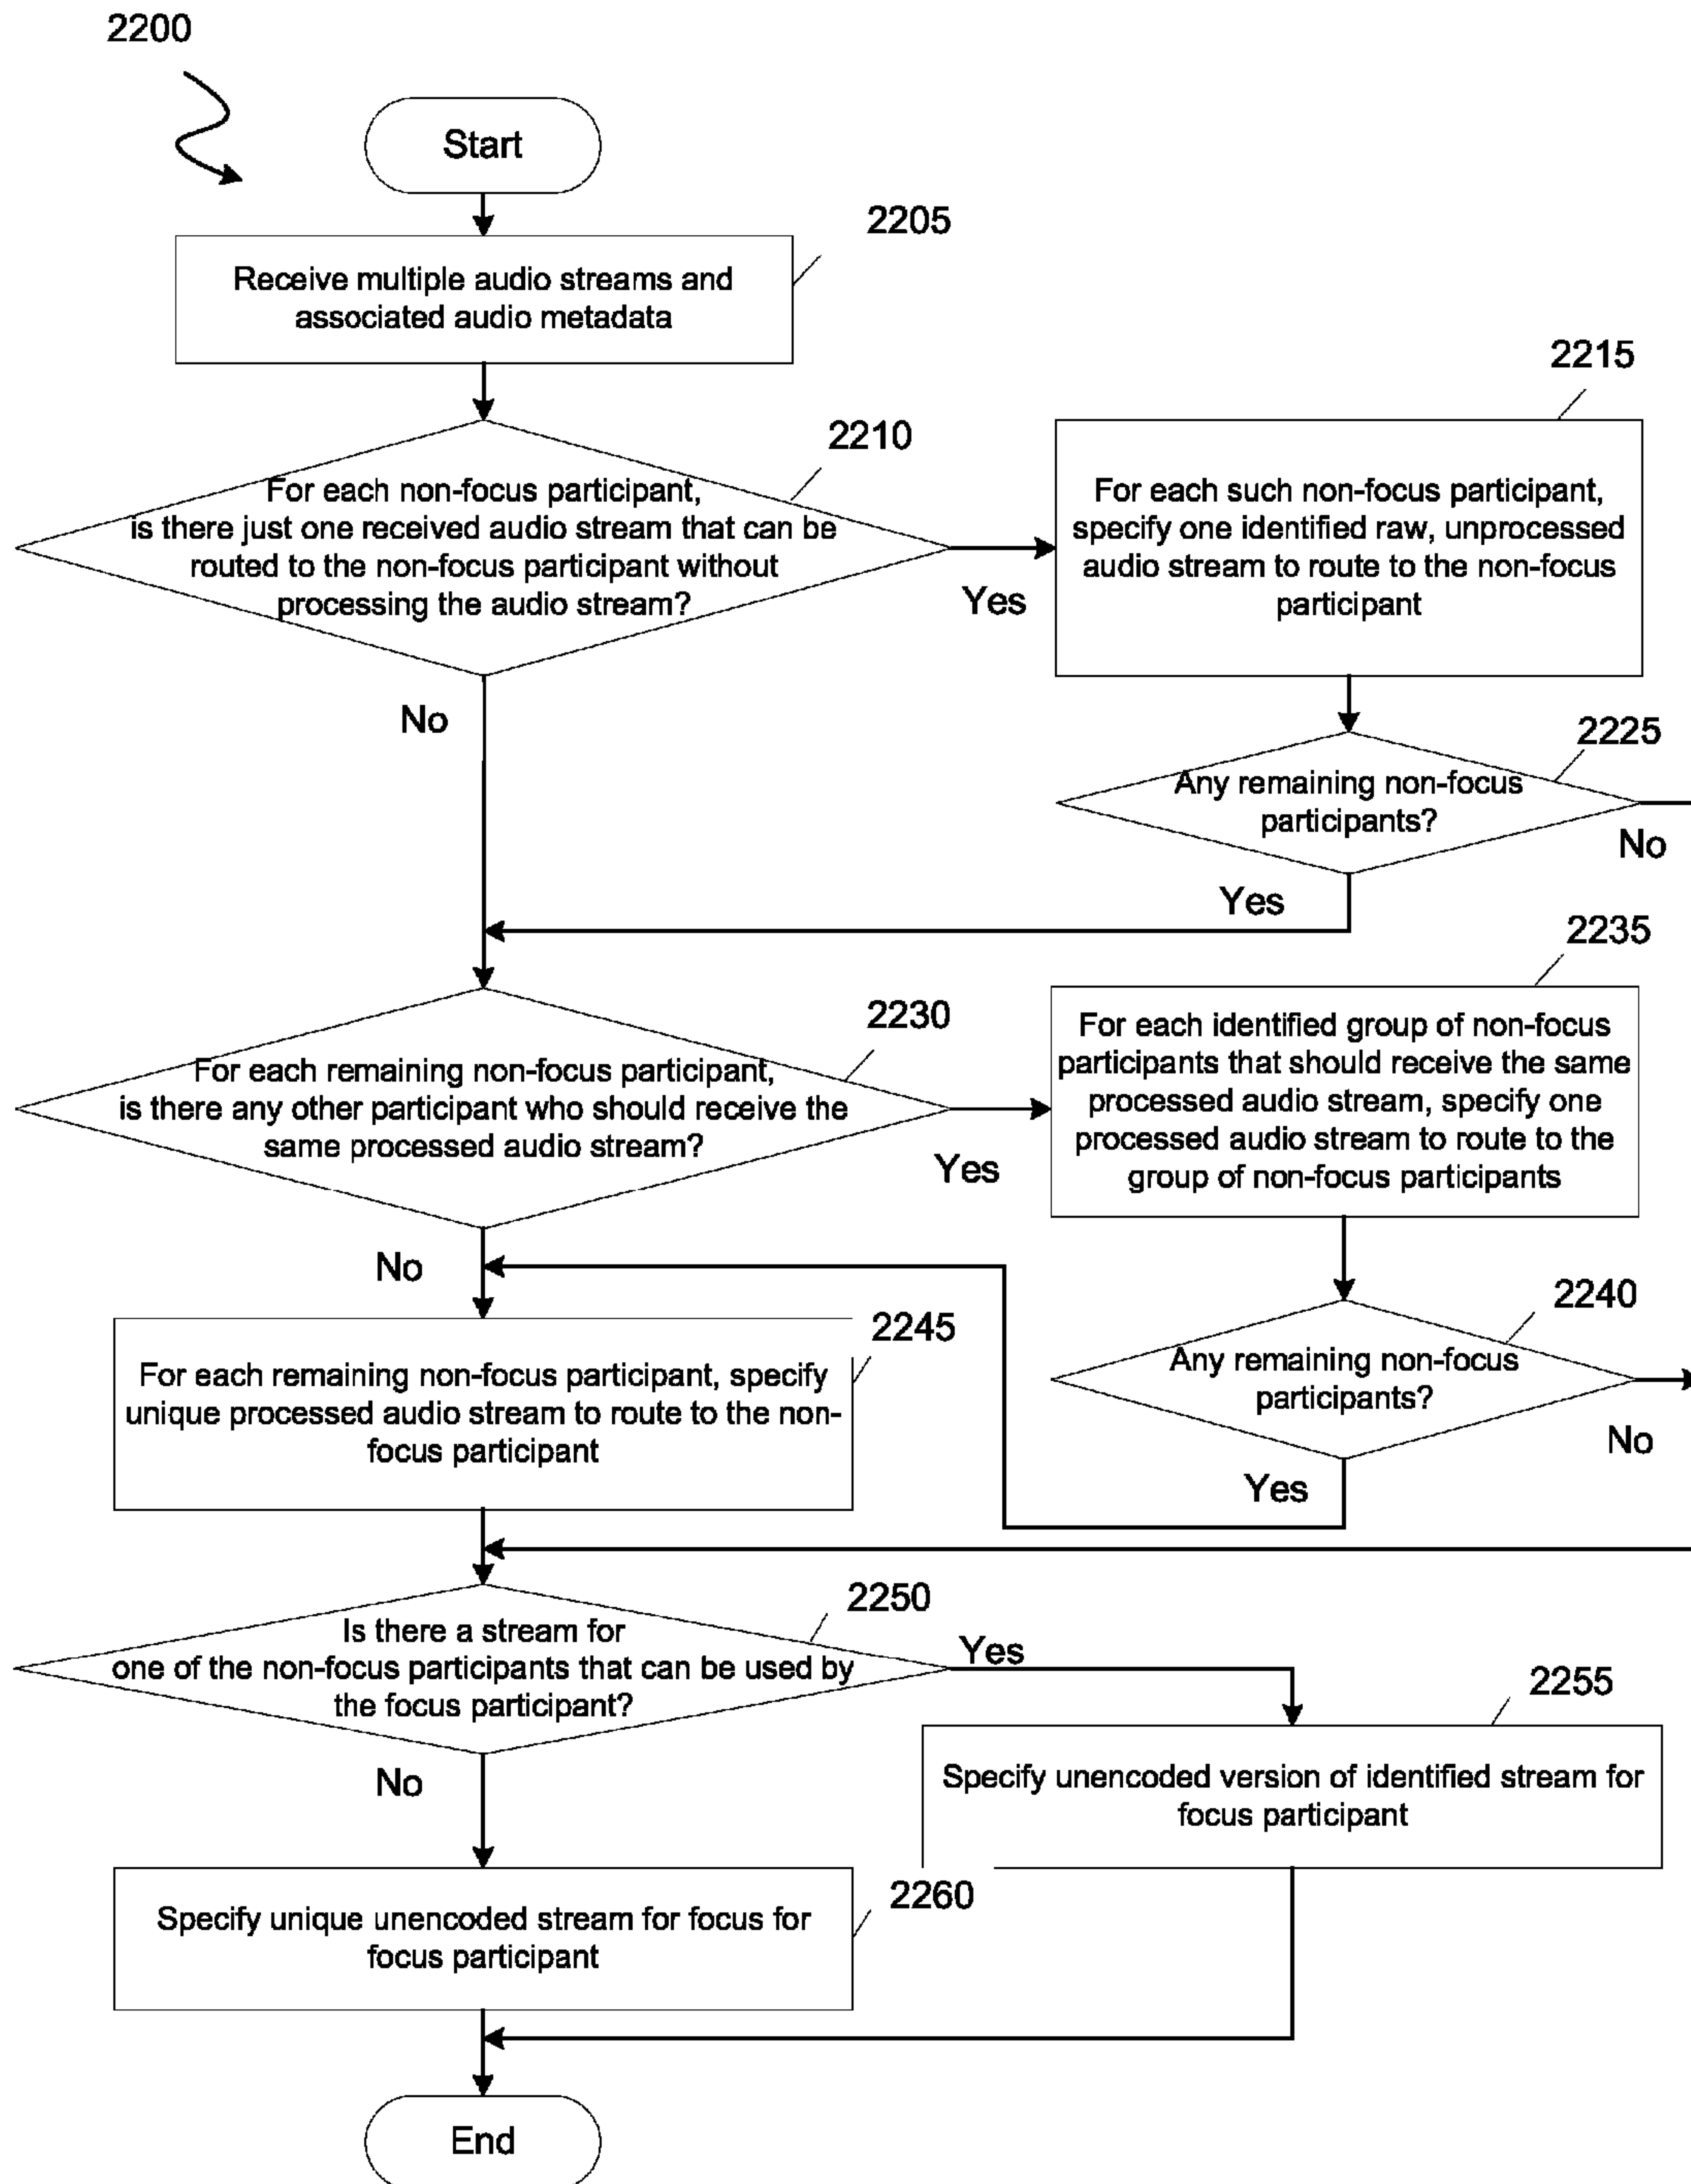 2200
Start
2205
Receive multiple audio streams and
associated audio metadata
2210
For each non-focus participant,
is there just one received audio stream that can be
routed to the non-focus participant without
processing the audio stream?
Yes
No
2215
For each such non-focus participant,
specify one identified raw, unprocessed
audio stream to route to the non-focus
participant
2225
Any remaining non-focus
participants?
No
Yes
2230
For each remaining non-focus participant,
is there any other participant who should receive the
same processed audio stream?
Yes
No
2235
For each identified group of non-focus
participants that should receive the same
processed audio stream, specify one
processed audio stream to route to the
group of non-focus participants
2240
Any remaining non-focus
participants?
No
Yes
2245
For each remaining non-focus participant, specify
unique processed audio stream to route to the non-
focus participant
2250
Is there a stream for
one of the non-focus participants that can be used by
the focus participant?
Yes
No
2255
Specify unencoded version of identified stream for
focus participant
2260
Specify unique unencoded stream for focus for
focus participant
End